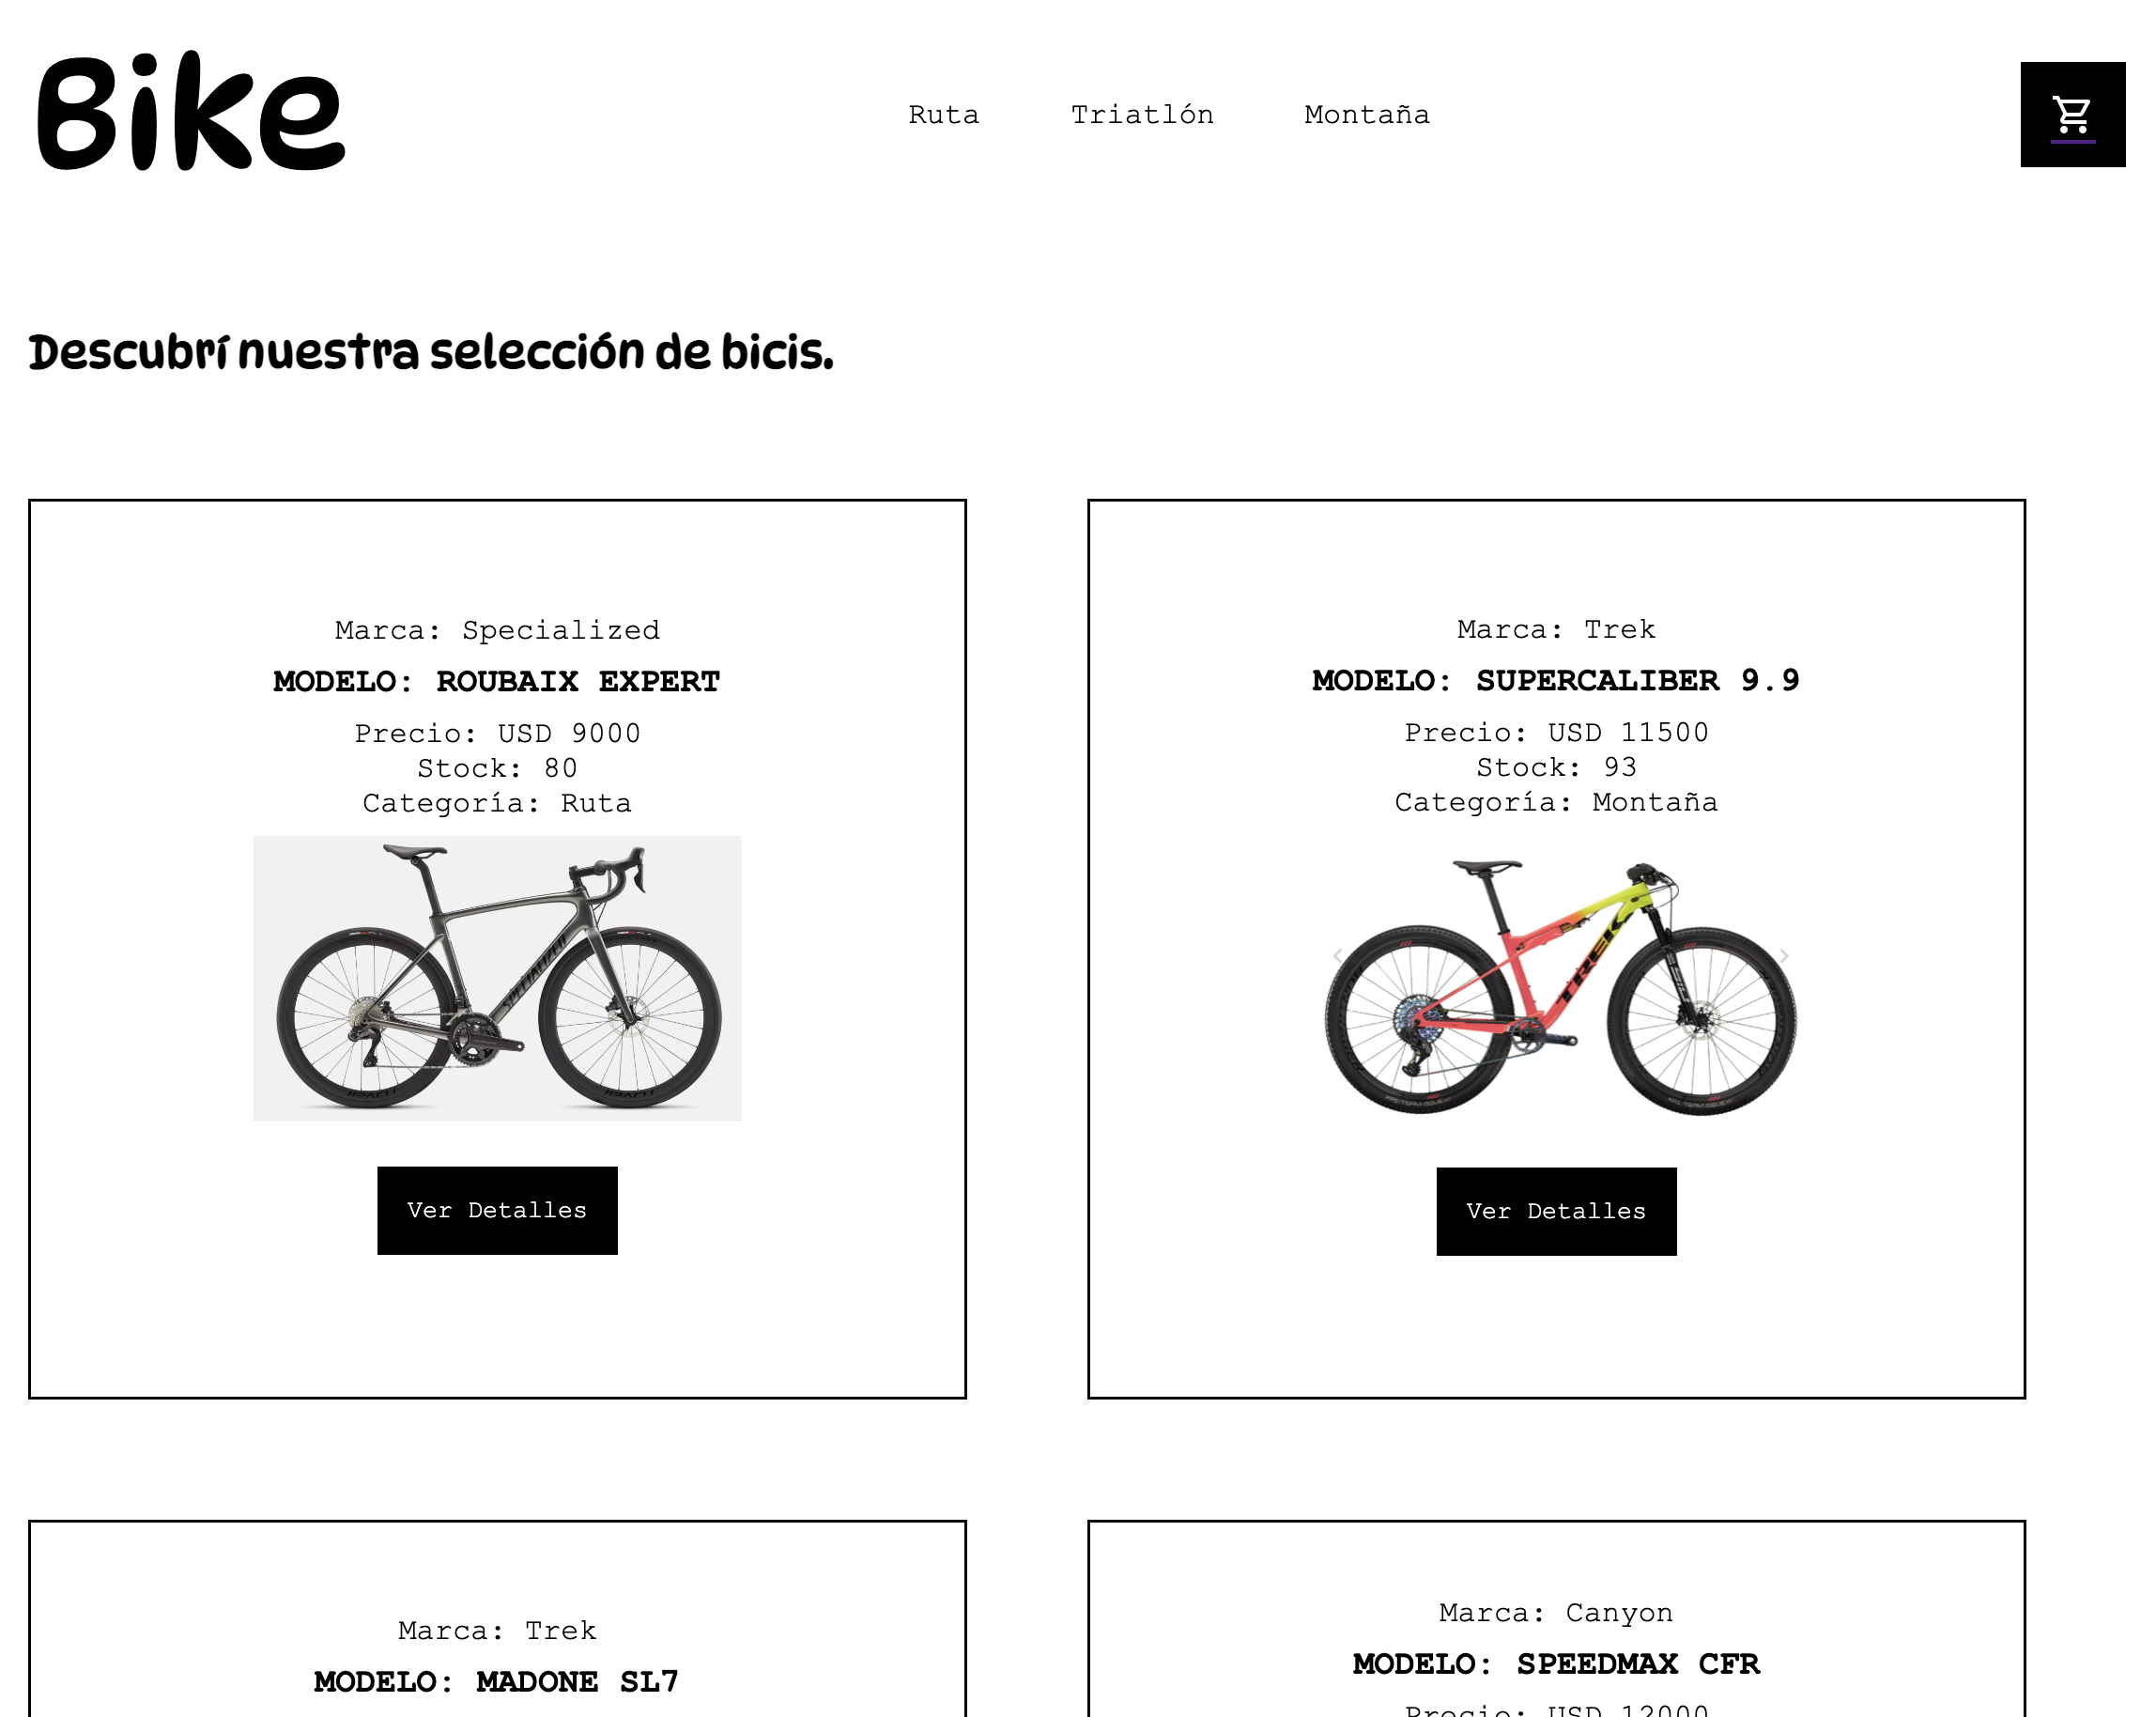 Bike
Ruta
Triatlón
Montaña
Descubrí nuestra selección de bicis.
Marca: Specialized
MODELO: ROUBAIX EXPERT
Precio: USD 9000
Stock: 80
Categoría: Ruta
SPECIALIZED
Ver Detalles
Marca: Trek
MODELO: SUPERCALIBER 9.9
Precio: USD 11500
Stock: 93
Categoría: Montaña
TREK
Ver Detalles
Marca: Trek
MODELO: MADONE SL7
Marca: Canyon
MODELO: SPEEDMAX CFR
Precio: USD 12000